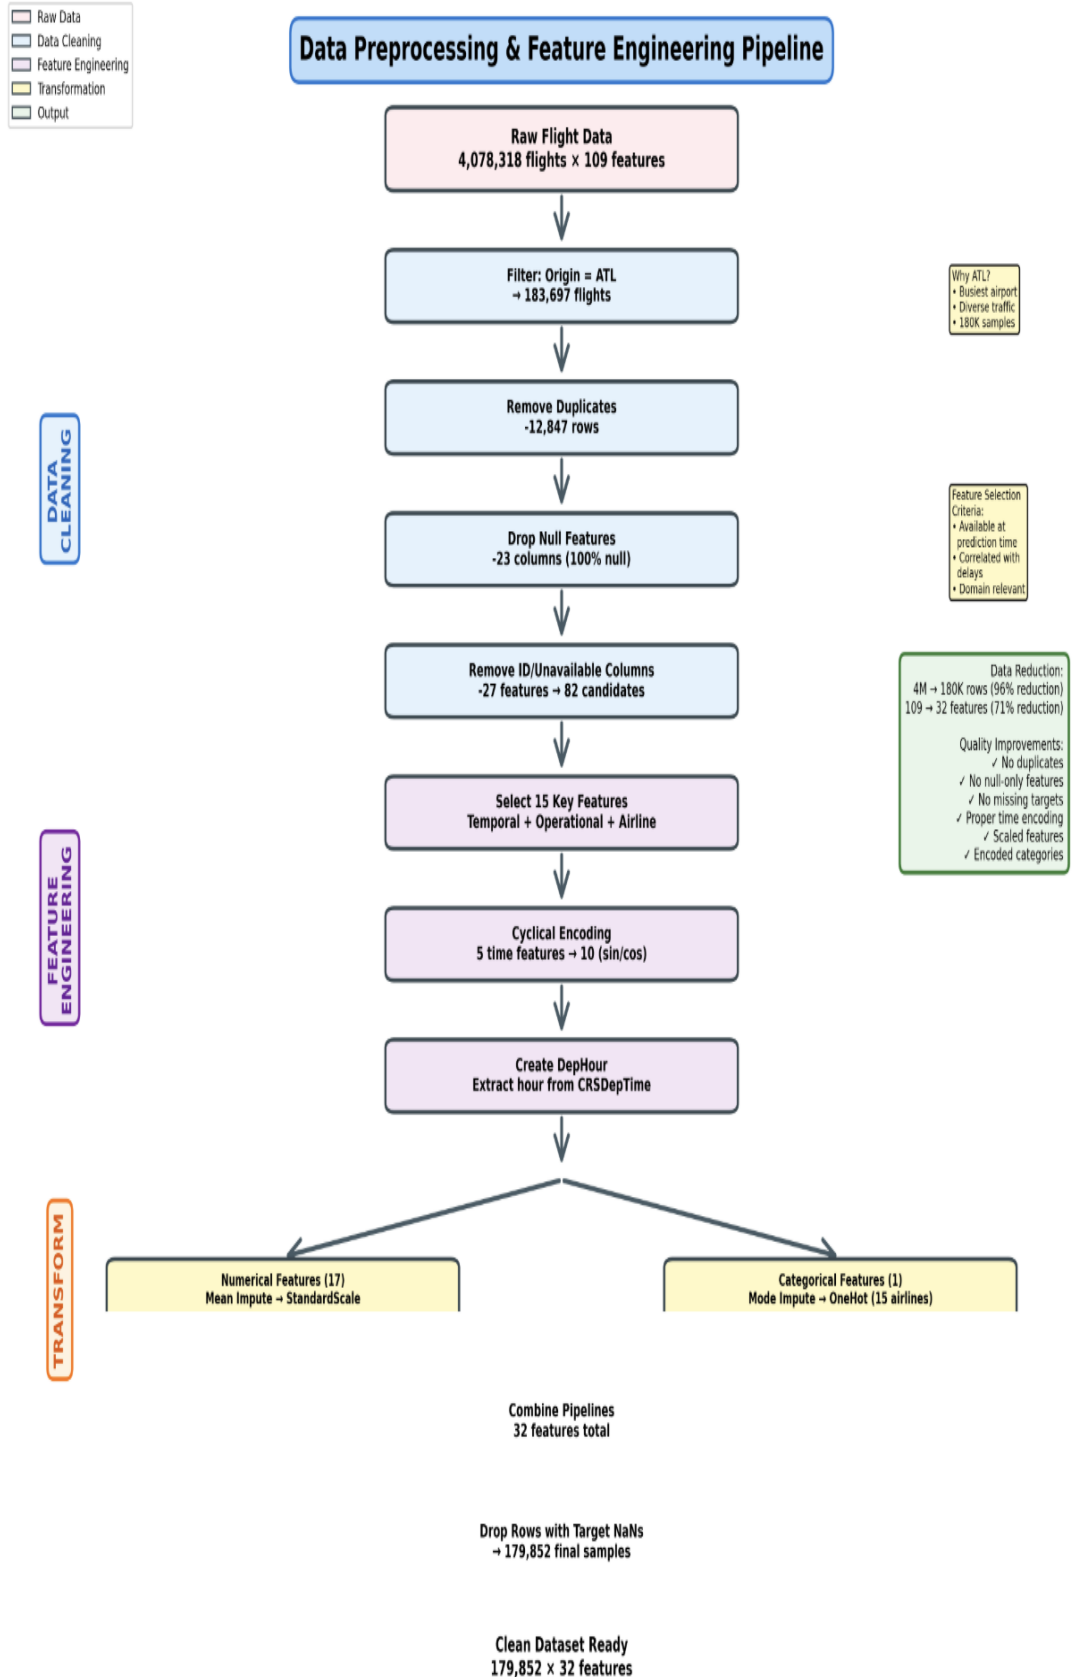 Raw Data
Data Cleaning
Feature Engineering
Transformation
Output
Data Preprocessing & Feature Engineering Pipeline
Raw Flight Data
4,078,318 flights × 109 features
Filter: Origin = ATL
→ 183,697 flights
Why ATL?
• Busiest airport
• Diverse traffic
• 180K samples
Remove Duplicates
-12,847 rows
DATA
CLEANING
Drop Null Features
-23 columns (100% null)
Feature Selection
Criteria:
• Available at
prediction time
• Correlated with
delays
• Domain relevant
Remove ID/Unavailable Columns
-27 features → 82 candidates
Data Reduction:
4M → 180K rows (96% reduction)
109 → 32 features (71% reduction)
Quality Improvements:
✓ No duplicates
✓ No null-only features
✓ No missing targets
✓ Proper time encoding
✓ Scaled features
✓ Encoded categories
Select 15 Key Features
Temporal + Operational + Airline
FEATURE
ENGINEERING
Cyclical Encoding
5 time features → 10 (sin/cos)
Create DepHour
Extract hour from CRSDepTime
TRANSFORM
Numerical Features (17)
Mean Impute → StandardScale
Categorical Features (1)
Mode Impute → OneHot (15 airlines)
Combine Pipelines
32 features total
Drop Rows with Target NaNs
→ 179,852 final samples
Clean Dataset Ready
179,852 × 32 features